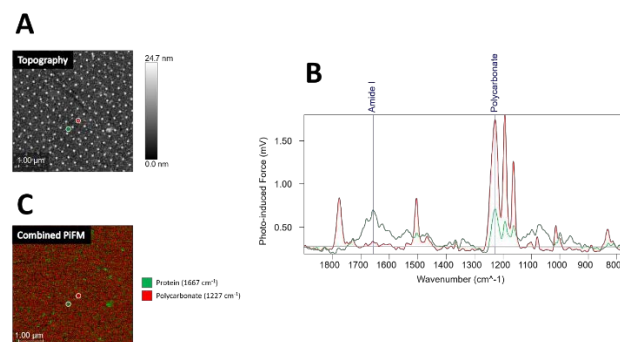 A
Topography
1.00 μm
24.7 nm
0.0 nm
B
Amide I
Polycarbonate
Photo-induced Force (mV)
1.50
1.00
0.50
1800 1700 1600 1500 1400 1300 1200 1100 1000 900 800
Wavenumber (cm^-1)
C
Combined PiFM
1.00 μm
Protein (1667 cm⁻¹)
Polycarbonate (1227 cm⁻¹)